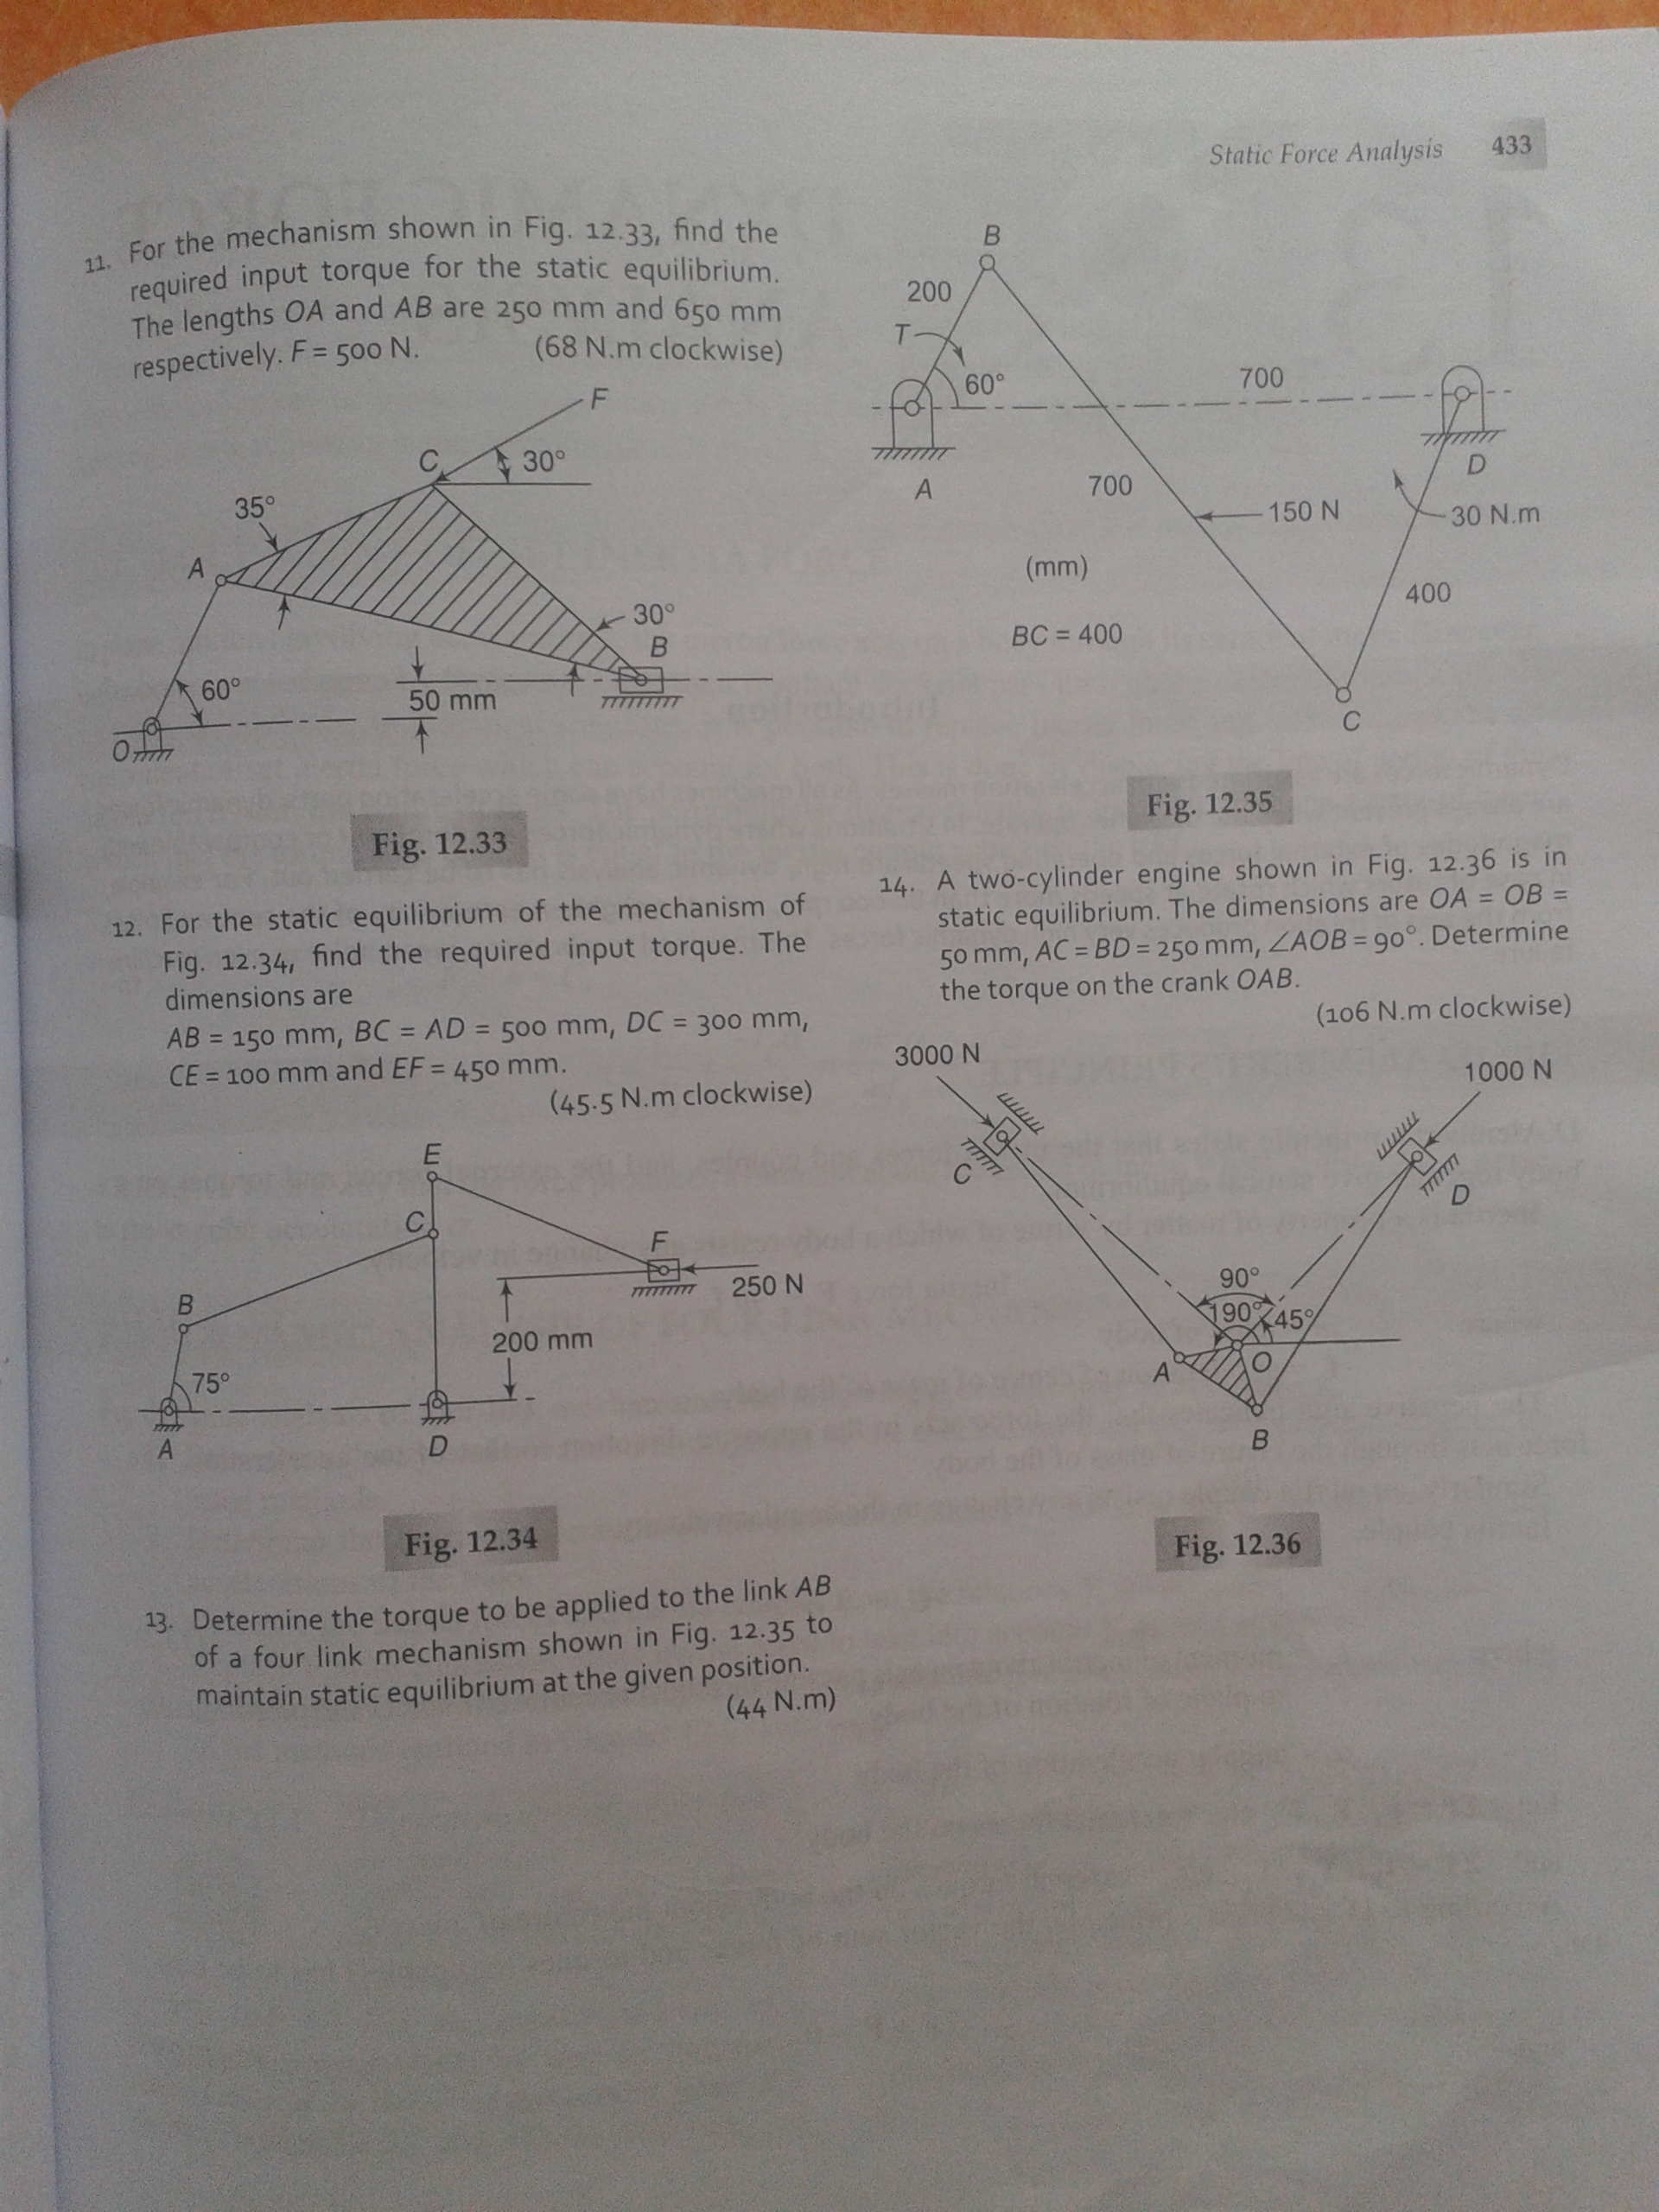 Static Force Analysis 433
11. For the mechanism shown in Fig. 12.33, find the
required input torque for the static equilibrium.
The lengths OA and AB are 250 mm and 650 mm
respectively. F = 500 N. (68 N.m clockwise)
F
C
30°
35°
A
30°
B
60°
50 mm
O
Fig. 12.33
12. For the static equilibrium of the mechanism of
Fig. 12.34, find the required input torque. The
dimensions are
AB = 150 mm, BC = AD = 500 mm, DC = 300 mm,
CE = 100 mm and EF = 450 mm.
(45.5 N.m clockwise)
E
C
F
B
250 N
200 mm
75°
A
D
Fig. 12.34
13. Determine the torque to be applied to the link AB
of a four link mechanism shown in Fig. 12.35 to
maintain static equilibrium at the given position.
(44 N.m)
B
200
T
60°
700
A
D
700
150 N
30 N.m
(mm)
400
BC = 400
C
Fig. 12.35
14. A two-cylinder engine shown in Fig. 12.36 is in
static equilibrium. The dimensions are OA = OB =
50 mm, AC = BD = 250 mm, ∠AOB = 90°. Determine
the torque on the crank OAB.
(106 N.m clockwise)
3000 N
1000 N
C
D
90°
190°
45°
A
O
B
Fig. 12.36